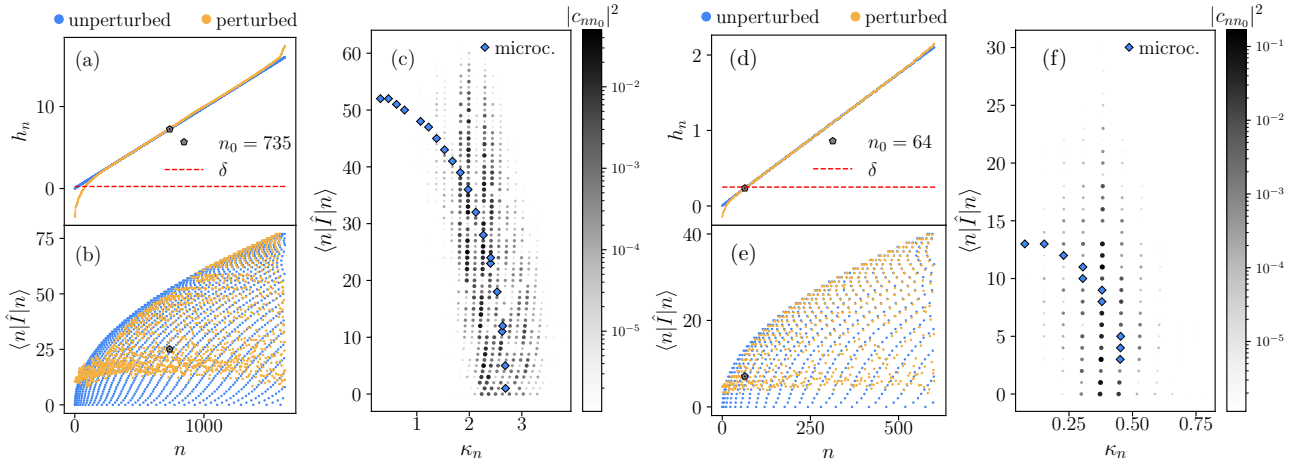 unperturbed perturbed
(a)
h_n
10
0
n_0 = 735
δ
(b)
⟨n|Î|n⟩
75
50
25
0
0 1000
n
(c)
microc.
⟨n|Î|n⟩
60
50
40
30
20
10
0
1 2 3
κ_n
|c_{nn_0}|^2
10^{-2}
10^{-3}
10^{-4}
10^{-5}
unperturbed perturbed
(d)
h_n
2
1
0
n_0 = 64
δ
(e)
⟨n|Î|n⟩
40
20
0
0 250 500
n
(f)
microc.
⟨n|Î|n⟩
30
25
20
15
10
5
0
0.25 0.50 0.75
κ_n
|c_{nn_0}|^2
10^{-1}
10^{-2}
10^{-3}
10^{-4}
10^{-5}